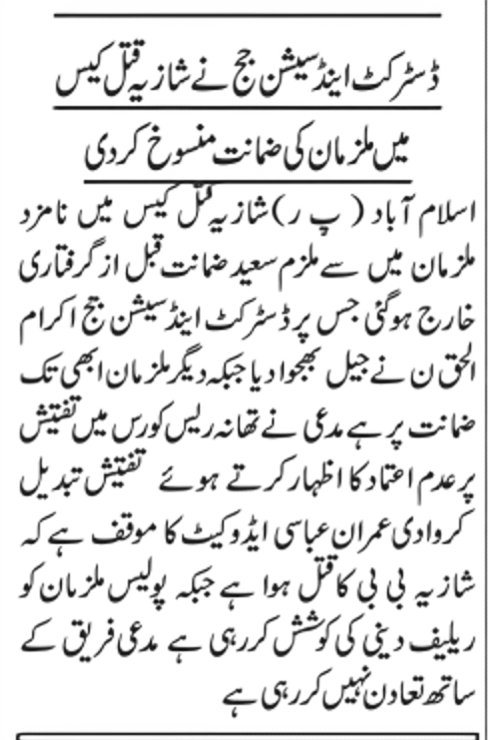 ڈسٹرکٹ اینڈ سیشن جج نے شازیہ قتل کیس
میں ملزمان کی ضمانت منسوخ کردی
اسلام آباد ( پ ر) شازیہ قتل کیس میں نامزد
ملزمان میں سے ملزم سعید ضمانت قبل از گرفتاری
خارج ہوگئی جس پر ڈسٹرکٹ اینڈ سیشن جج اکرام
الحق ن نے جیل بھجوا دیا جبکہ دیگر ملزمان ابھی تک
ضمانت پر ہے مدعی نے تھانہ ریس کورس میں تفتیش
پر عدم اعتماد کا اظہار کرتے ہوئے تفتیش تبدیل
کروادی عمران عباسی ایڈوکیٹ کا موقف ہے کہ
شازیہ بی بی کا قتل ہوا ہے جبکہ پولیس ملزمان کو
ریلیف دینی کی کوشش کررہی ہے مدعی فریق کے
ساتھ تعاون نہیں کررہی ہے